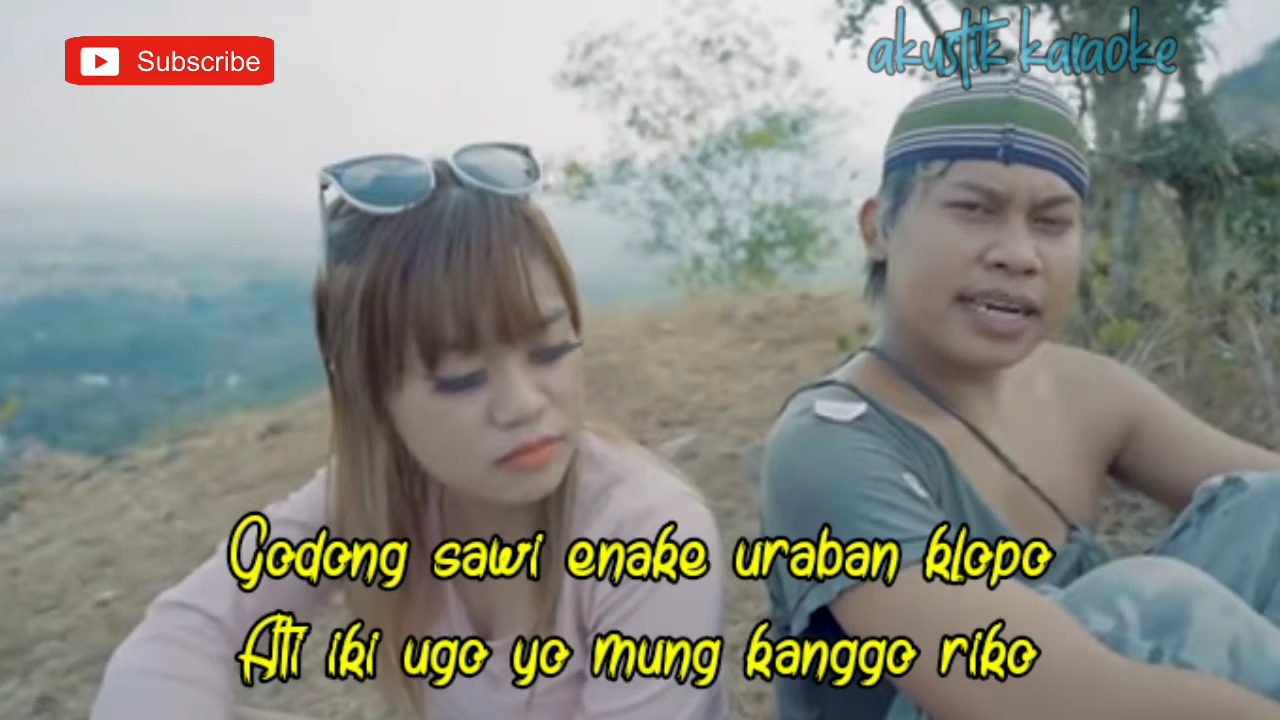 Subscribe
akustik karaoke
Godong sawi enake uraban klopo
Ati iki ugo yo mung kanggo riko